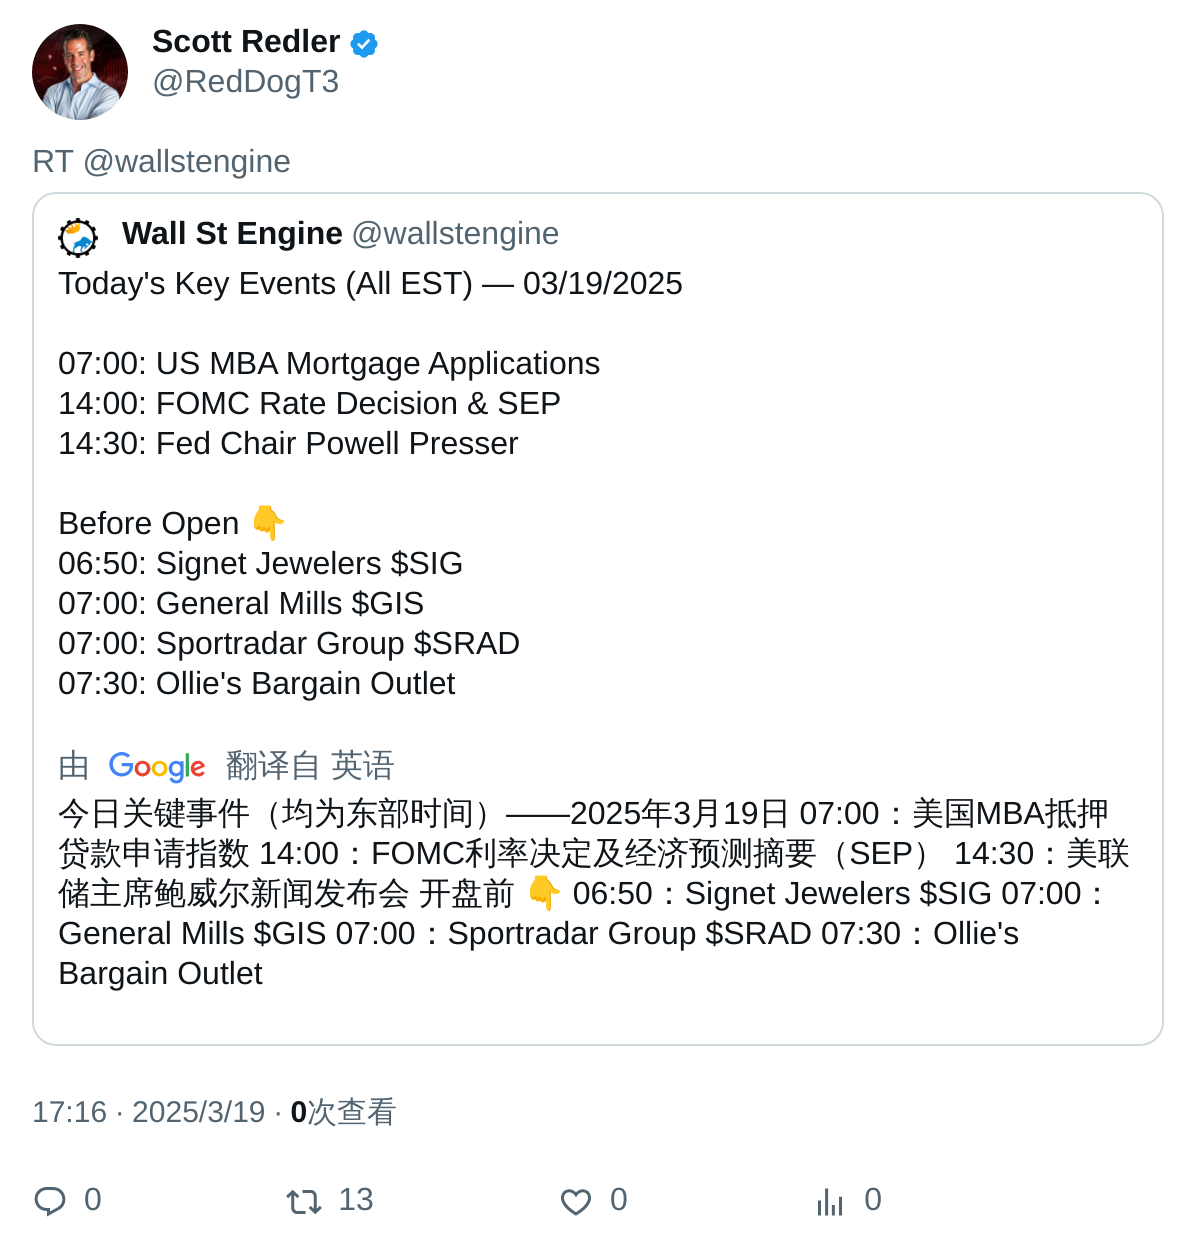 Scott Redler
@RedDogT3
RT @wallstengine
Wall St Engine @wallstengine
Today's Key Events (All EST) — 03/19/2025
07:00: US MBA Mortgage Applications
14:00: FOMC Rate Decision & SEP
14:30: Fed Chair Powell Presser
Before Open 👇
06:50: Signet Jewelers $SIG
07:00: General Mills $GIS
07:00: Sportradar Group $SRAD
07:30: Ollie's Bargain Outlet
由 Google 翻译自 英语
今日关键事件（均为东部时间）——2025年3月19日 07:00：美国MBA抵押
贷款申请指数 14:00：FOMC利率决定及经济预测摘要（SEP） 14:30：美联
储主席鲍威尔新闻发布会 开盘前 👇 06:50：Signet Jewelers $SIG 07:00：
General Mills $GIS 07:00：Sportradar Group $SRAD 07:30：Ollie's
Bargain Outlet
17:16 · 2025/3/19 · 0次查看
0 13 0 0